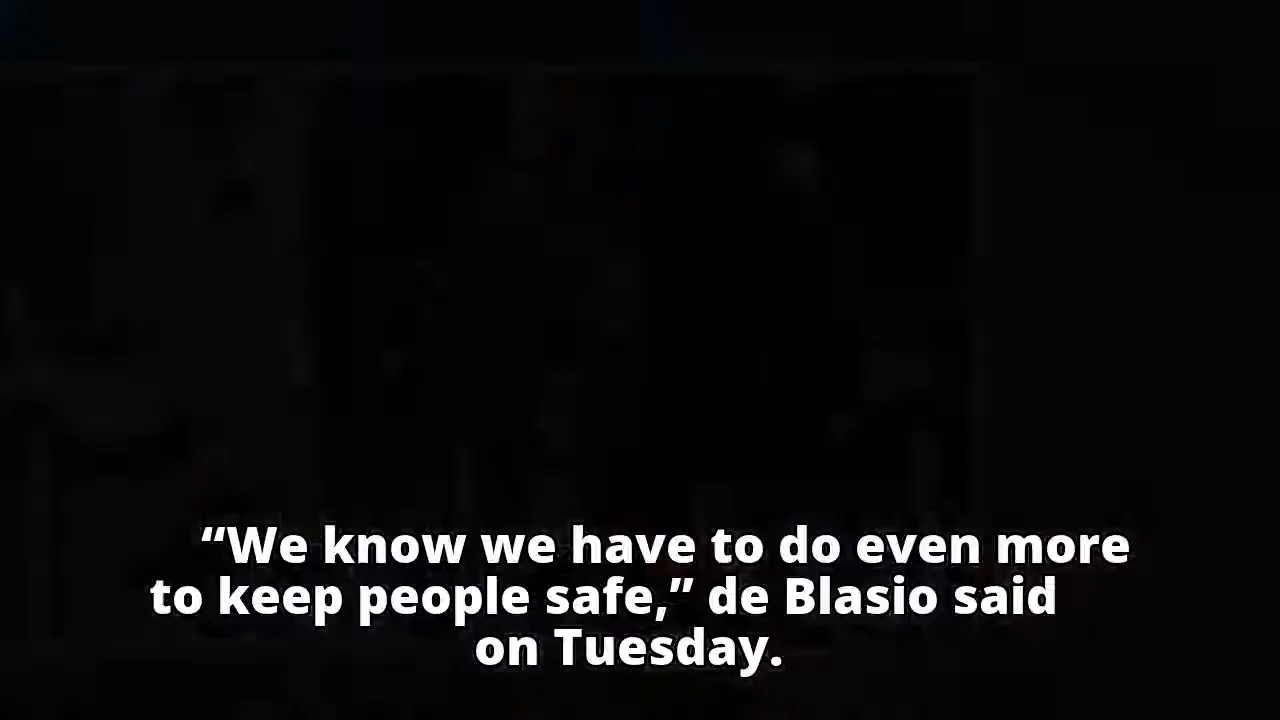 “We know we have to do even more
to keep people safe,” de Blasio said
on Tuesday.